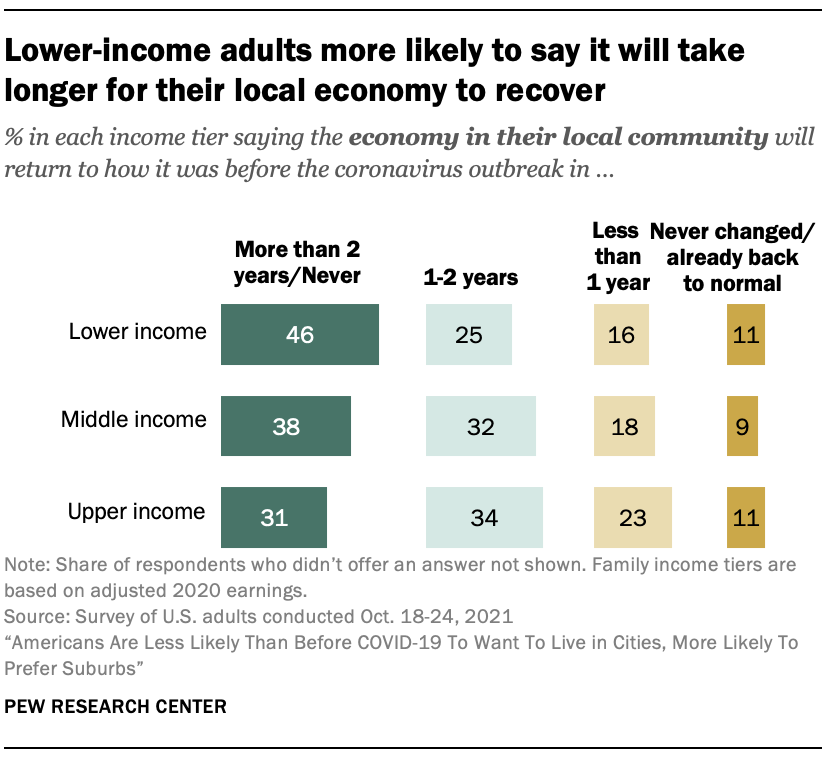 Lower-income adults more likely to say it will take
longer for their local economy to recover
% in each income tier saying the economy in their local community will
return to how it was before the coronavirus outbreak in ...
More than 2
years/Never
1-2 years
Less
than
1 year
Never changed/
already back
to normal
Lower income 46 25 16 11
Middle income 38 32 18 9
Upper income 31 34 23 11
Note: Share of respondents who didn’t offer an answer not shown. Family income tiers are
based on adjusted 2020 earnings.
Source: Survey of U.S. adults conducted Oct. 18-24, 2021
“Americans Are Less Likely Than Before COVID-19 To Want To Live in Cities, More Likely To
Prefer Suburbs”
PEW RESEARCH CENTER